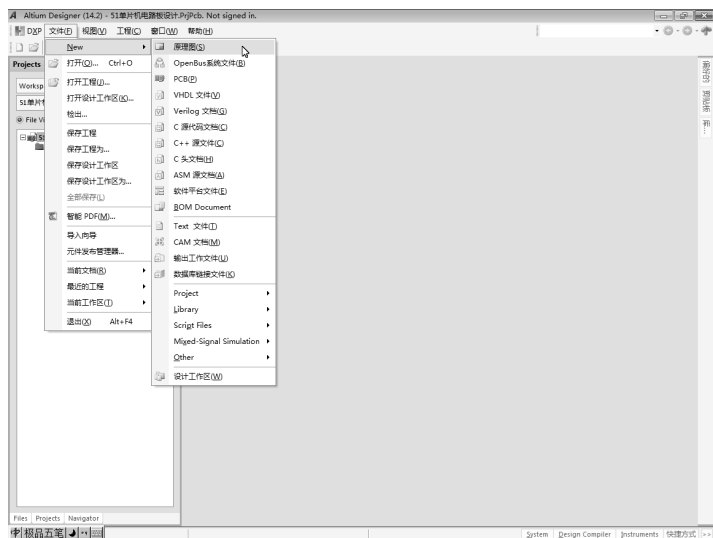 Altium Designer (14.2) - 51单片机电路板设计.PrjPcb. Not signed in.
DXP 文件(F) 视图(V) 工程(C) 窗口(W) 帮助(H)
Projects
Worksp
51单片
File Vi
New
打开(O)... Ctrl+O
打开工程(J)...
打开设计工作区(K)...
检出...
保存工程
保存工程为...
保存设计工作区
保存设计工作区为...
全部保存(L)
智能 PDF(M)...
导入向导
元件发布管理器...
当前文档(R)
最近的工程
当前工作区(T)
退出(X) Alt+F4
原理图(S)
OpenBus系统文件(B)
PCB(P)
VHDL 文件(V)
Verilog 文档(G)
C 源代码文档(C)
C++ 源文件(C)
C 头文档(H)
ASM 源文档(A)
软件平台文件(E)
BOM Document
Text 文件(T)
CAM 文档(M)
输出工作文件(U)
数据库链接文件(K)
Project
Library
Script Files
Mixed-Signal Simulation
Other
设计工作区(W)
Files Projects Navigator
中 极品五笔
System Design Compiler Instruments 快捷方式 >>